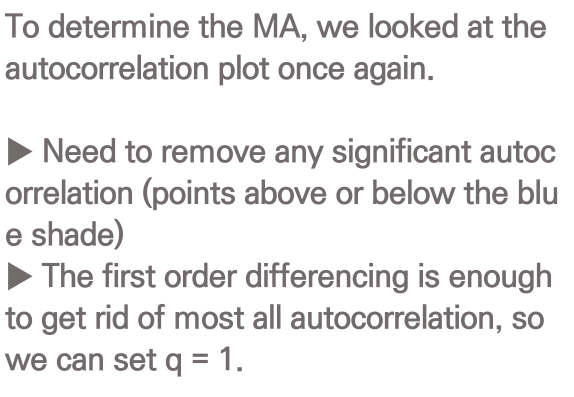 To determine the MA, we looked at the
autocorrelation plot once again.
▶ Need to remove any significant autoc
orrelation (points above or below the blu
e shade)
▶ The first order differencing is enough
to get rid of most all autocorrelation, so
we can set q = 1.